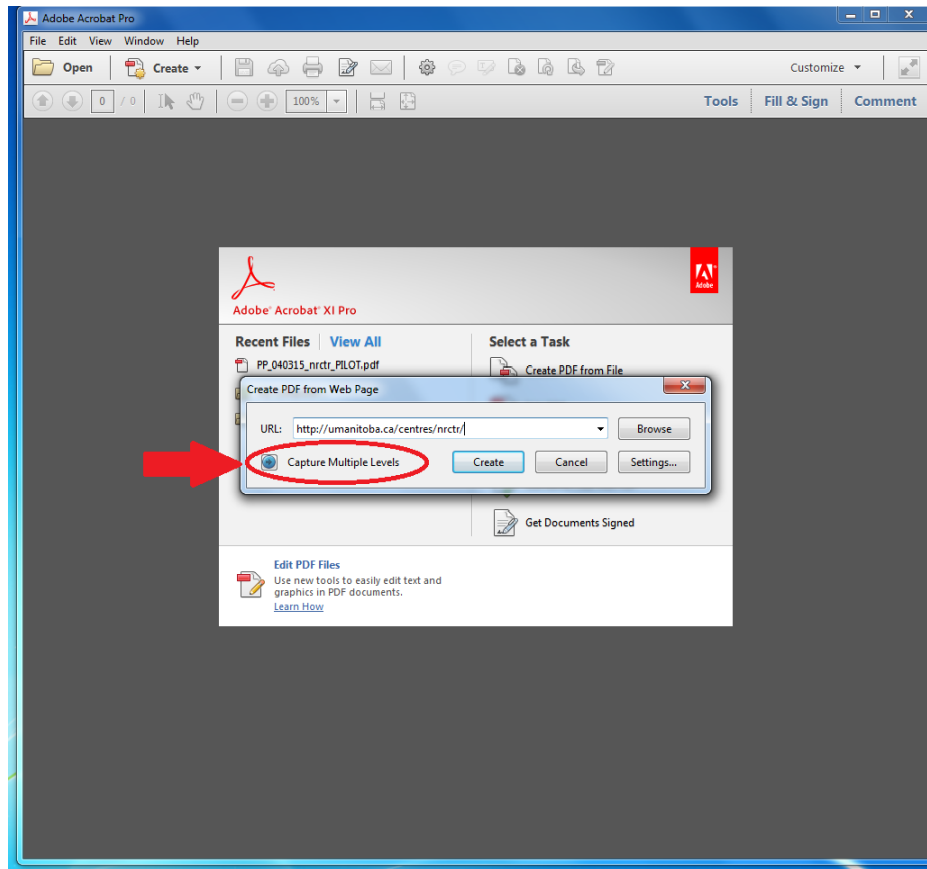 Adobe Acrobat Pro
File Edit View Window Help
Open Create Customize
0 / 0 100% Tools Fill & Sign Comment
Adobe
Adobe® Acrobat® XI Pro
Recent Files View All Select a Task
PP_040315_nrctr_PILOT.pdf Create PDF from File
Create PDF from Web Page
URL: http://umanitoba.ca/centres/nrctr/ Browse
Capture Multiple Levels Create Cancel Settings...
Get Documents Signed
Edit PDF Files
Use new tools to easily edit text and
graphics in PDF documents.
Learn How